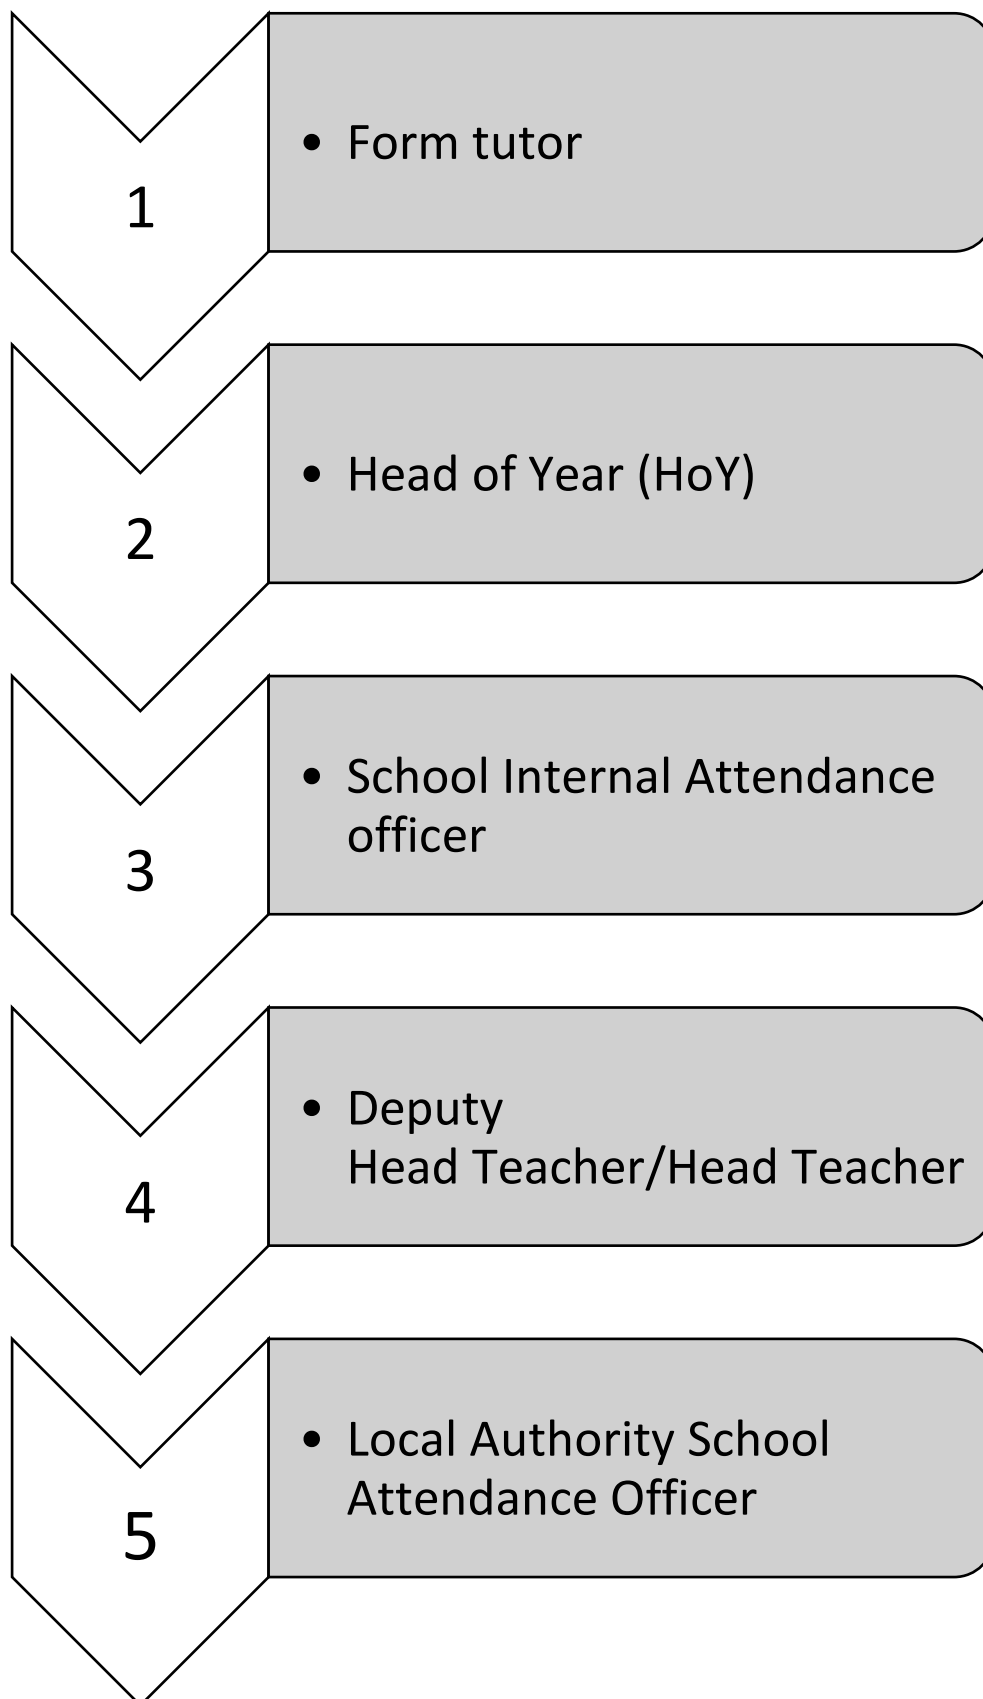 1
• Form tutor
2
• Head of Year (HoY)
3
• School Internal Attendance
officer
4
• Deputy
Head Teacher/Head Teacher
5
• Local Authority School
Attendance Officer